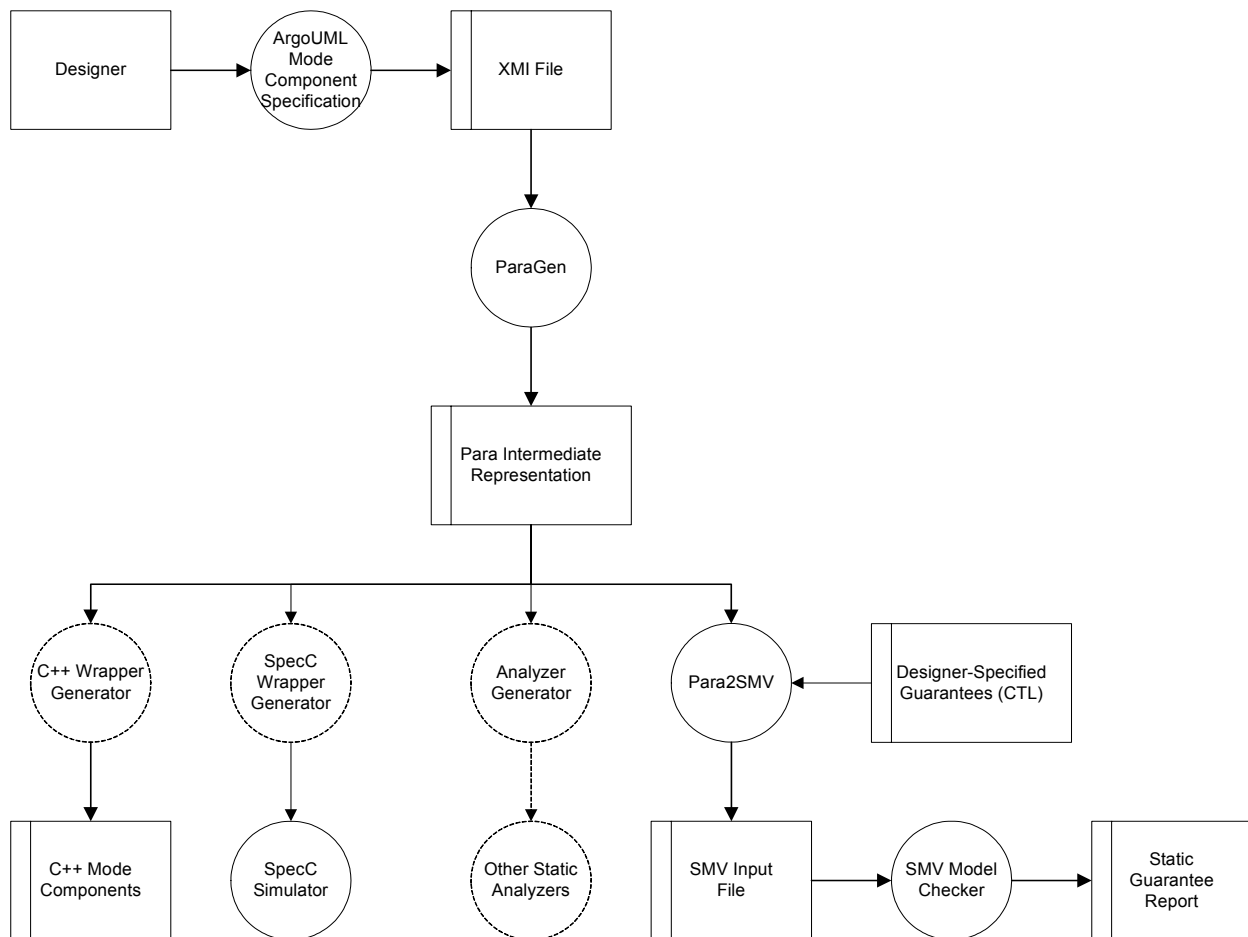 Designer
ArgoUML
Mode
Component
Specification
XMI File
ParaGen
Para Intermediate
Representation
C++ Wrapper
Generator
SpecC
Wrapper
Generator
Analyzer
Generator
Para2SMV
Designer-Specified
Guarantees (CTL)
C++ Mode
Components
SpecC
Simulator
Other Static
Analyzers
SMV Input
File
SMV Model
Checker
Static
Guarantee
Report